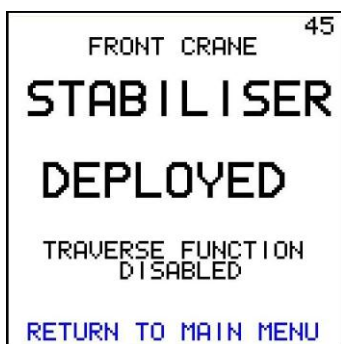 45
FRONT CRANE
STABILISER
DEPLOYED
TRAVERSE FUNCTION
DISABLED
RETURN TO MAIN MENU